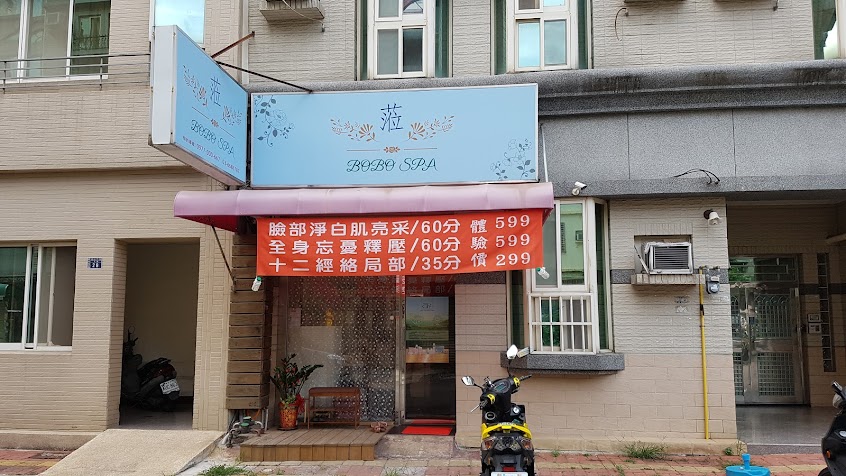 蒞
BOBO SPA
蒞
BOBO SPA
臉部淨白肌亮采/60分 體 599
全身忘憂釋壓/60分 驗 599
十二經絡局部/35分 價 299